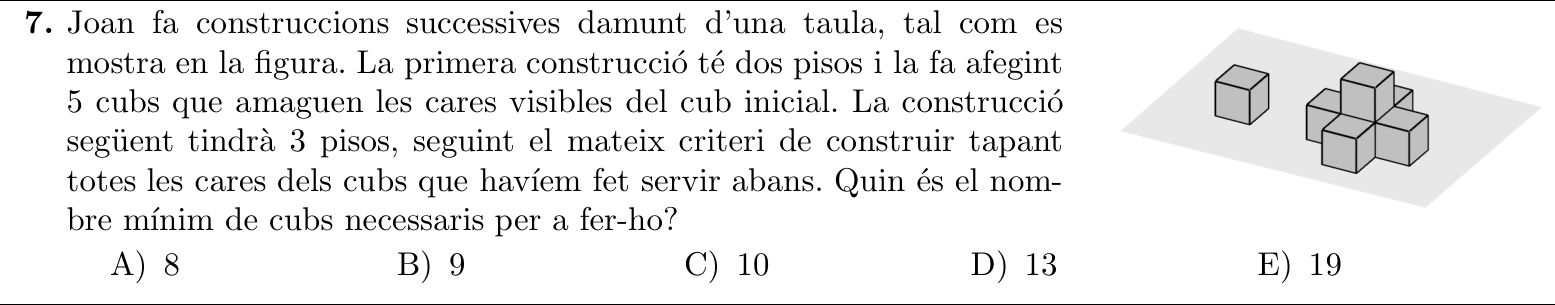 7. Joan fa construccions successives damunt d'una taula, tal com es
mostra en la figura. La primera construcció té dos pisos i la fa afegint
5 cubs que amaguen les cares visibles del cub inicial. La construcció
següent tindrà 3 pisos, seguint el mateix criteri de construir tapant
totes les cares dels cubs que havíem fet servir abans. Quin és el nom-
bre mínim de cubs necessaris per a fer-ho?
A) 8 B) 9 C) 10 D) 13 E) 19